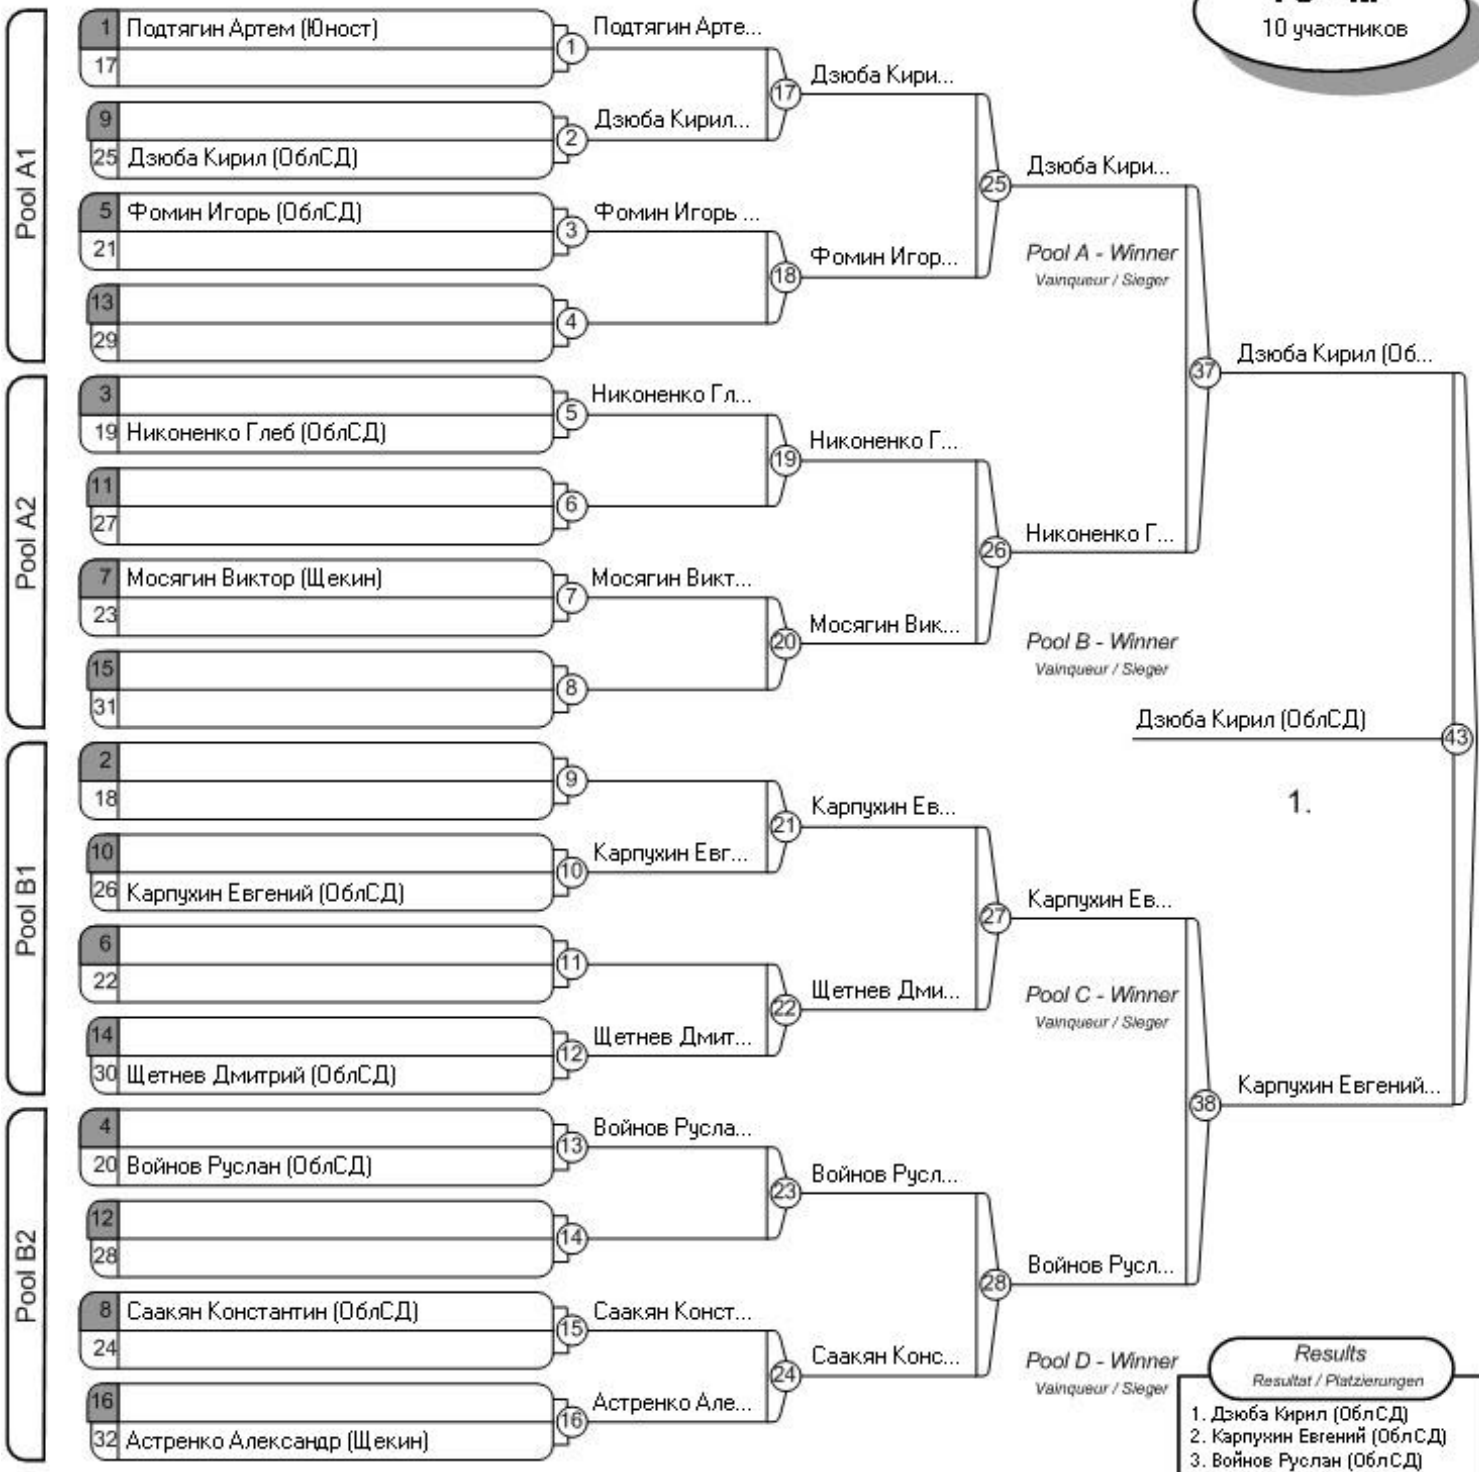 10 участников
Pool A1
1 Подтягин Артем (Юност)
17
9
25 Дзюба Кирил (ОблСД)
5 Фомин Игорь (ОблСД)
21
13
29
Pool A2
3
19 Никоненко Глеб (ОблСД)
11
27
7 Мосягин Виктор (Щекин)
23
15
31
Pool B1
2
18
10
26 Карпухин Евгений (ОблСД)
6
22
14
30 Щетнев Дмитрий (ОблСД)
Pool B2
4
20 Войнов Руслан (ОблСД)
12
28
8 Саакян Константин (ОблСД)
24
16
32 Астренко Александр (Щекин)
1 Подтягин Арте...
2 Дзюба Кирил...
3 Фомин Игорь ...
4
5 Никоненко Гл...
6
7 Мосягин Викт...
8
9
10 Карпухин Евг...
11
12 Щетнев Дмит...
13 Войнов Русла...
14
15 Саакян Конст...
16 Астренко Але...
17 Дзюба Кири...
18 Фомин Игор...
19 Никоненко Г...
20 Мосягин Вик...
21 Карпухин Ев...
22 Щетнев Дми...
23 Войнов Русл...
24 Саакян Конс...
25 Дзюба Кири...
Pool A - Winner
Vainqueur / Sieger
26 Никоненко Г...
Pool B - Winner
Vainqueur / Sieger
27 Карпухин Ев...
Pool C - Winner
Vainqueur / Sieger
28 Войнов Русл...
Pool D - Winner
Vainqueur / Sieger
37 Дзюба Кирил (Об...
38 Карпухин Евгений...
Дзюба Кирил (ОблСД) 43
1.
Results
Resultat / Platzierungen
1. Дзюба Кирил (ОблСД)
2. Карпухин Евгений (ОблСД)
3. Войнов Руслан (ОблСД)